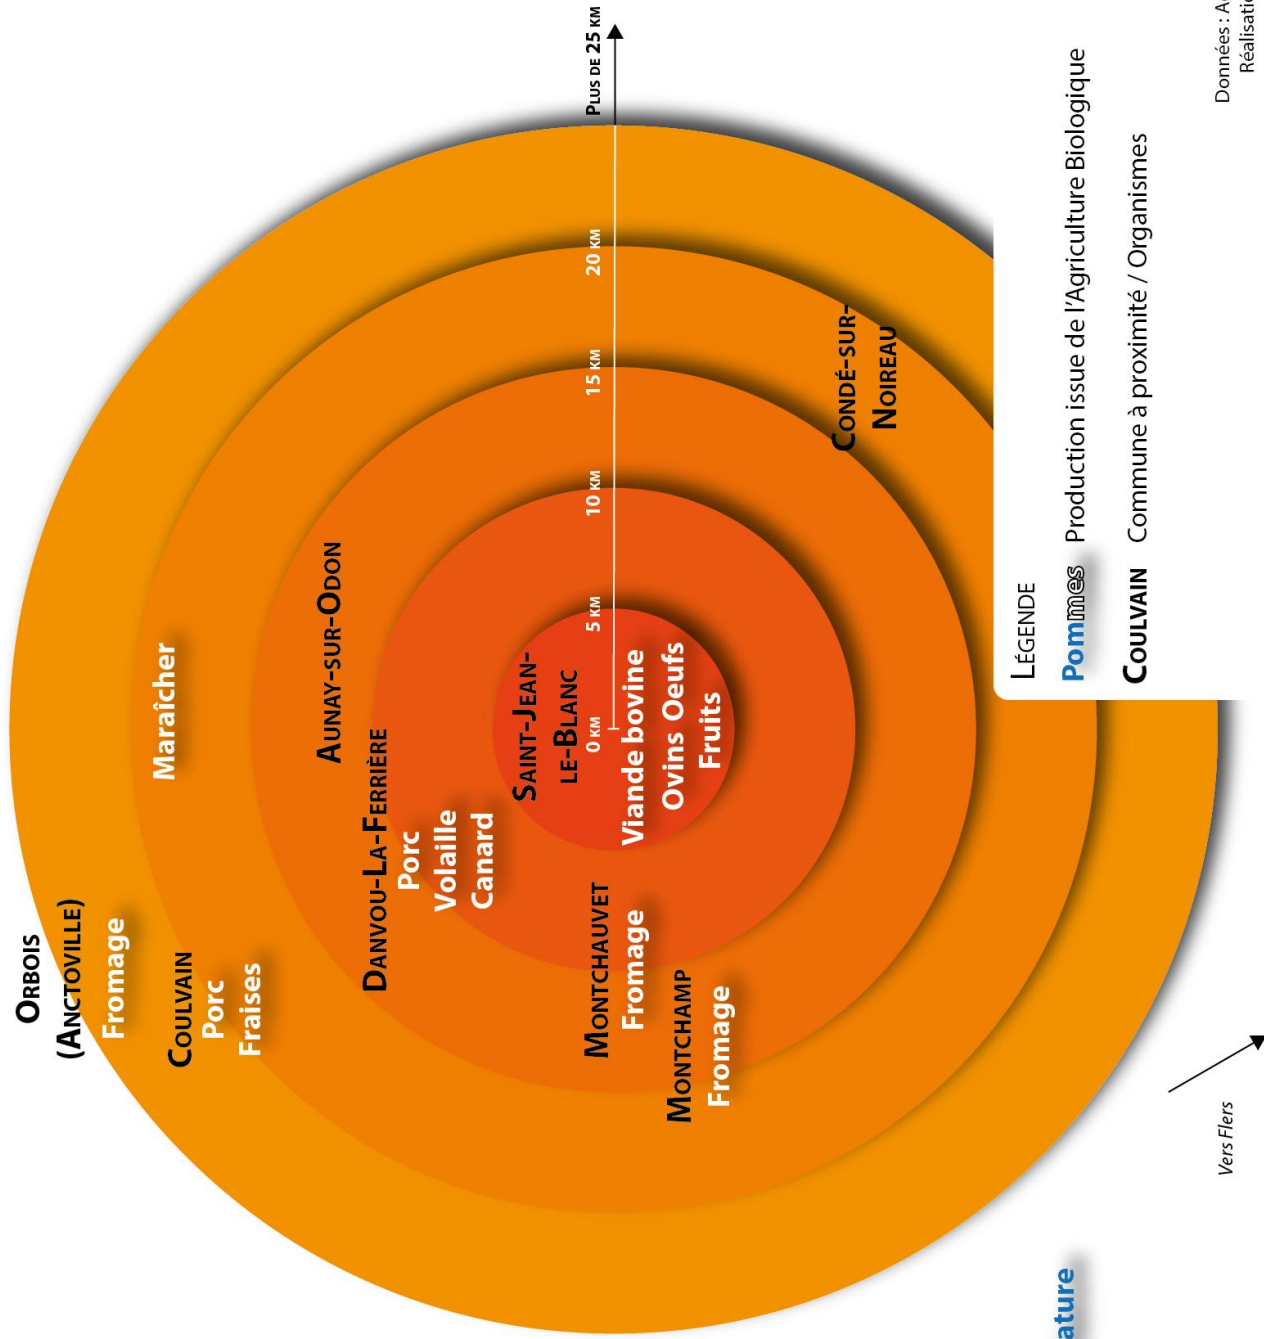 ORBOIS
(ANCTOVILLE)
Fromage
COULVAIN
Porc
Fraises
Maraîcher
AUNAY-SUR-ODON
DANVOU-LA-FERRIÈRE
Porc
Volaille
Canard
SAINT-JEAN-
LE-BLANC
0 KM 5 KM 10 KM 15 KM 20 KM PLUS DE 25 KM
Viande bovine
Ovins Oeufs
Fruits
MONTCHAUVET
Fromage
MONTCHAMP
Fromage
CONDÉ-SUR-
NOIREAU
LÉGENDE
Pommes Production issue de l'Agriculture Biologique
COULVAIN Commune à proximité / Organismes
Vers Flers
Données :